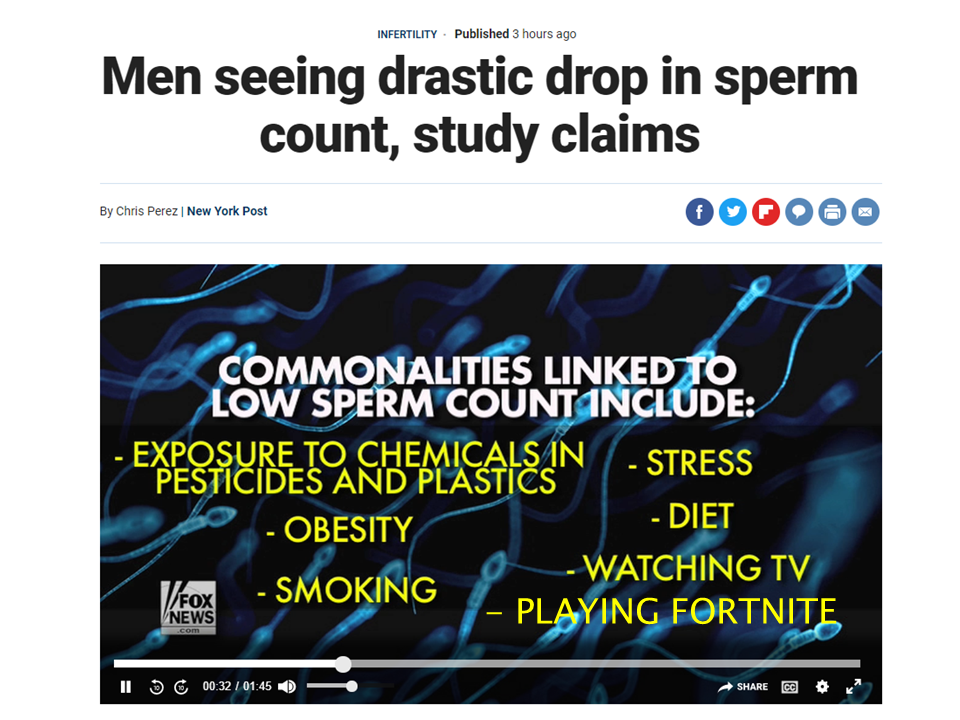 INFERTILITY · Published 3 hours ago
Men seeing drastic drop in sperm
count, study claims
By Chris Perez | New York Post
COMMONALITIES LINKED TO
LOW SPERM COUNT INCLUDE:
- EXPOSURE TO CHEMICALS IN
PESTICIDES AND PLASTICS
- OBESITY
- SMOKING
- STRESS
- DIET
- WATCHING TV
– PLAYING FORTNITE
FOX
NEWS
.com
10 10 00:32 / 01:45 SHARE CC